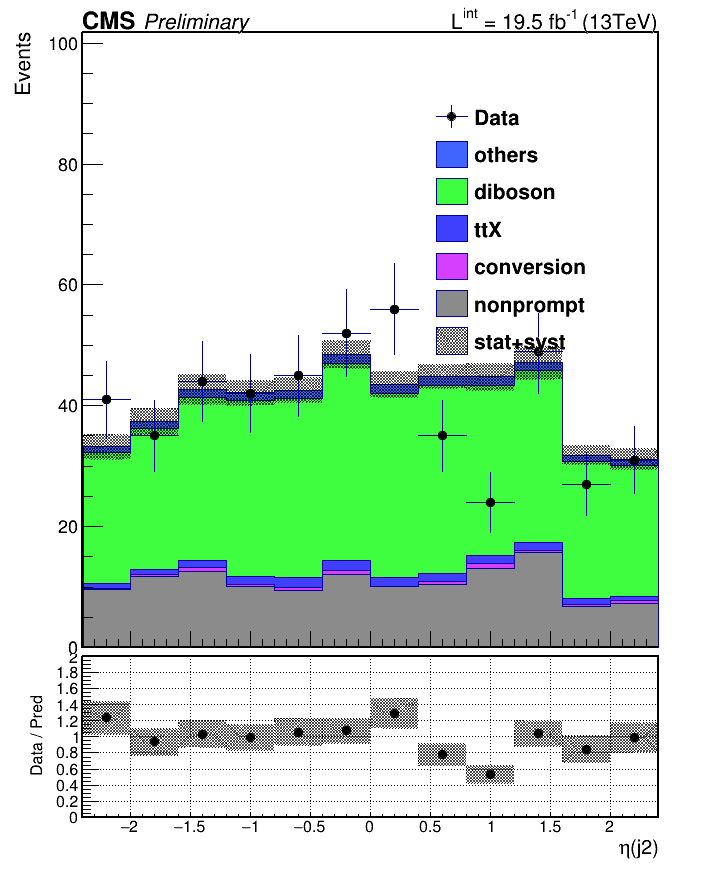 CMS Preliminary L^int = 19.5 fb^-1 (13TeV)
Events
100
80
60
40
20
0
Data
others
diboson
ttX
conversion
nonprompt
stat+syst
Data / Pred
2
1.8
1.6
1.4
1.2
1
0.8
0.6
0.4
0.2
0
−2 −1.5 −1 −0.5 0 0.5 1 1.5 2
η(j2)